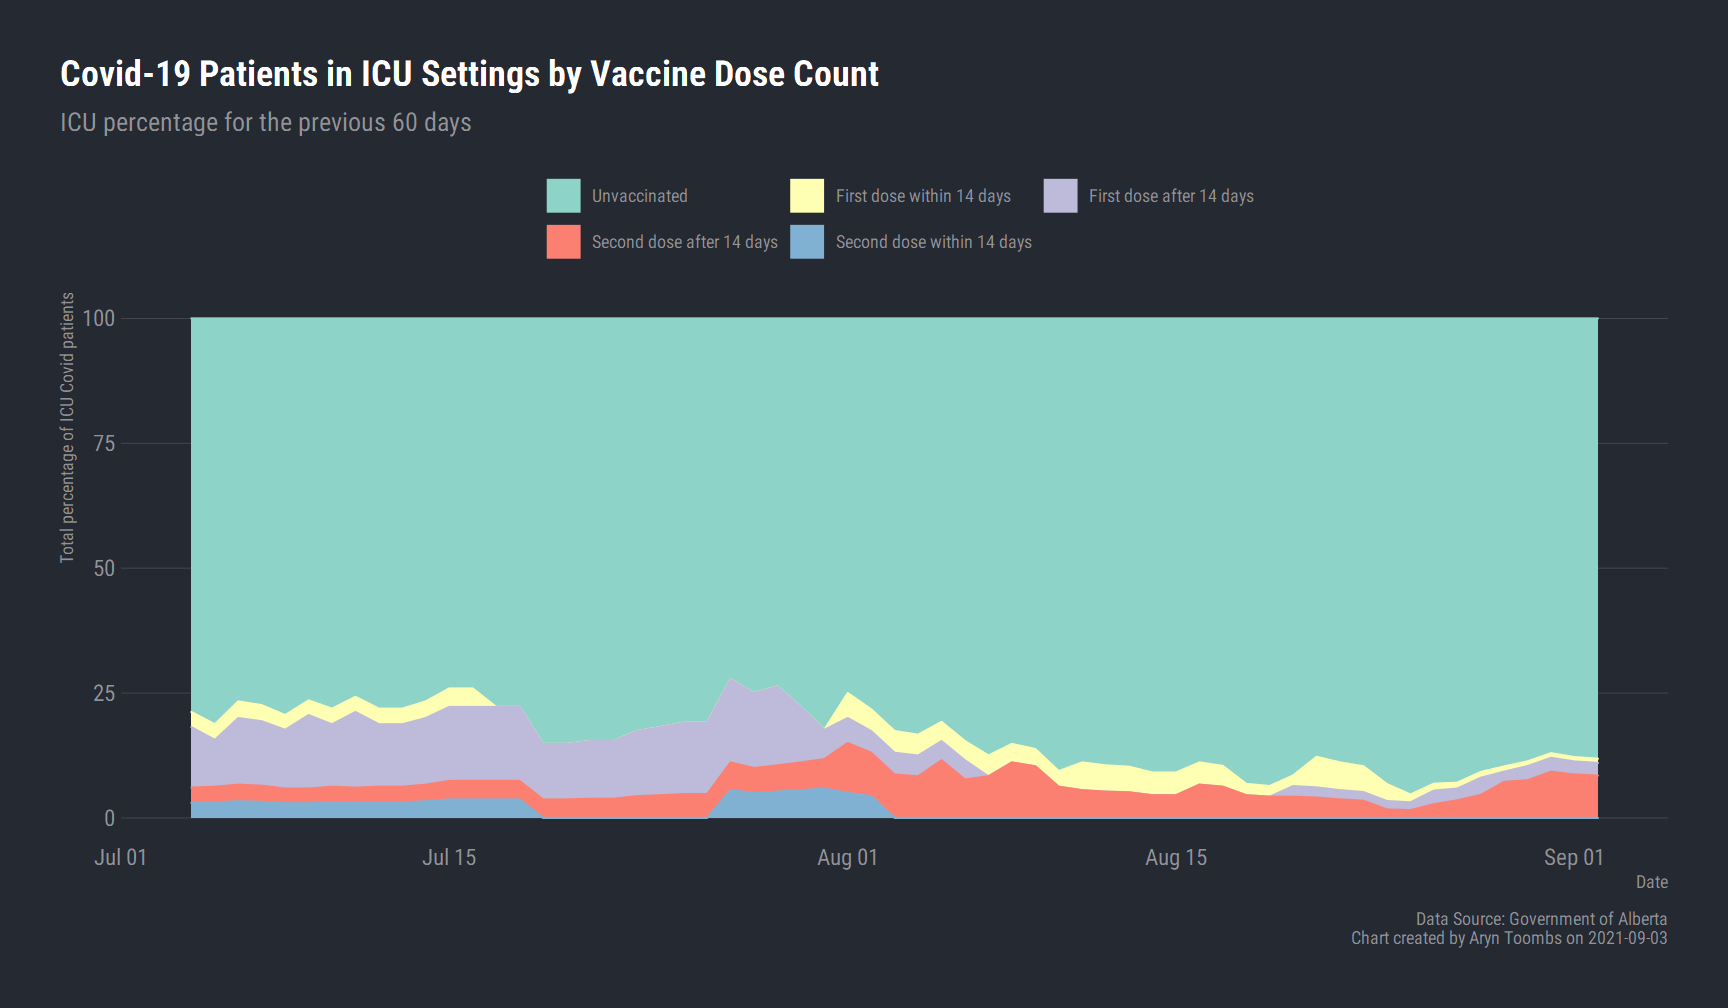 Covid-19 Patients in ICU Settings by Vaccine Dose Count
ICU percentage for the previous 60 days
Unvaccinated
First dose within 14 days
First dose after 14 days
Second dose after 14 days
Second dose within 14 days
Total percentage of ICU Covid patients
100
75
50
25
0
Jul 01
Jul 15
Aug 01
Aug 15
Sep 01
Date
Data Source: Government of Alberta
Chart created by Aryn Toombs on 2021-09-03